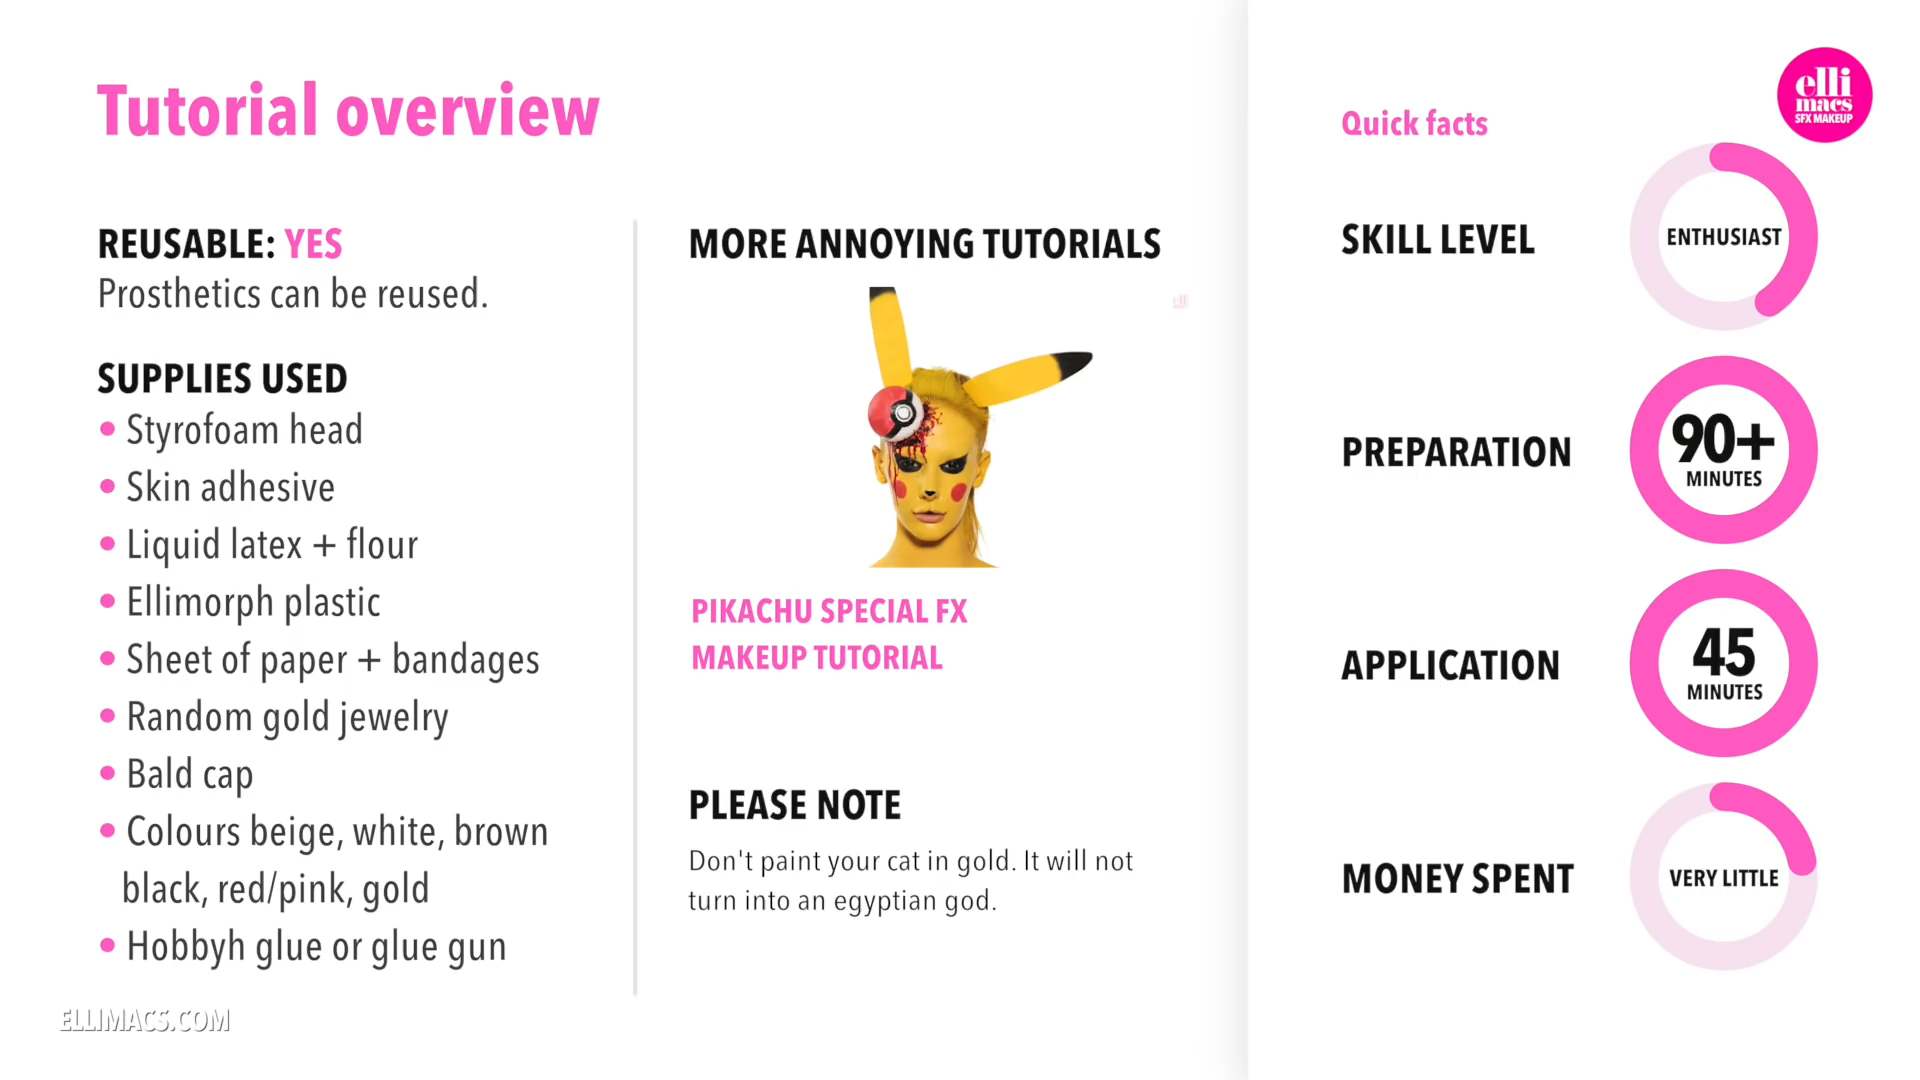 Tutorial overview
REUSABLE: YES
Prosthetics can be reused.
SUPPLIES USED
• Styrofoam head
• Skin adhesive
• Liquid latex + flour
• Ellimorph plastic
• Sheet of paper + bandages
• Random gold jewelry
• Bald cap
• Colours beige, white, brown
black, red/pink, gold
• Hobbyh glue or glue gun
ELLIMACS.COM
MORE ANNOYING TUTORIALS
elli
PIKACHU SPECIAL FX
MAKEUP TUTORIAL
PLEASE NOTE
Don't paint your cat in gold. It will not
turn into an egyptian god.
elli
macs
SFX MAKEUP
Quick facts
SKILL LEVEL
ENTHUSIAST
PREPARATION
90+
MINUTES
APPLICATION
45
MINUTES
MONEY SPENT
VERY LITTLE